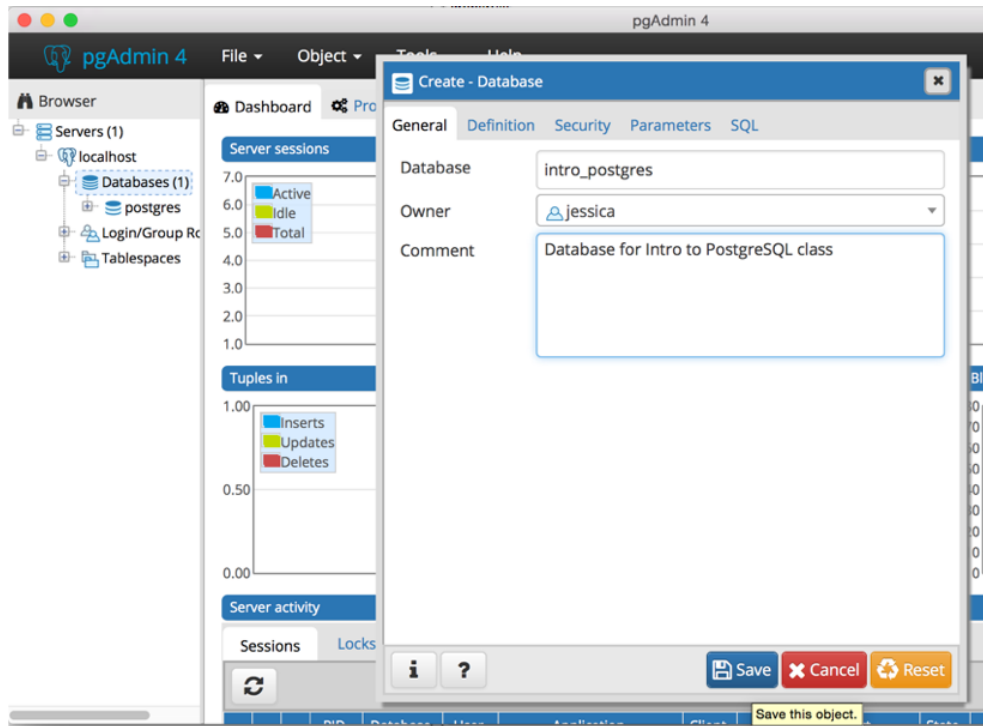 pgAdmin 4
pgAdmin 4 File Object
Browser
Servers (1)
localhost
Databases (1)
postgres
Login/Group Ro
Tablespaces
Dashboard Pro
Server sessions
7.0
6.0
5.0
4.0
3.0
2.0
1.0
Active
Idle
Total
Tuples in
1.00
0.50
0.00
Inserts
Updates
Deletes
Server activity
Sessions Locks
Create - Database
General Definition Security Parameters SQL
Database intro_postgres
Owner jessica
Comment Database for Intro to PostgreSQL class
i ? Save Cancel Reset
Save this object.